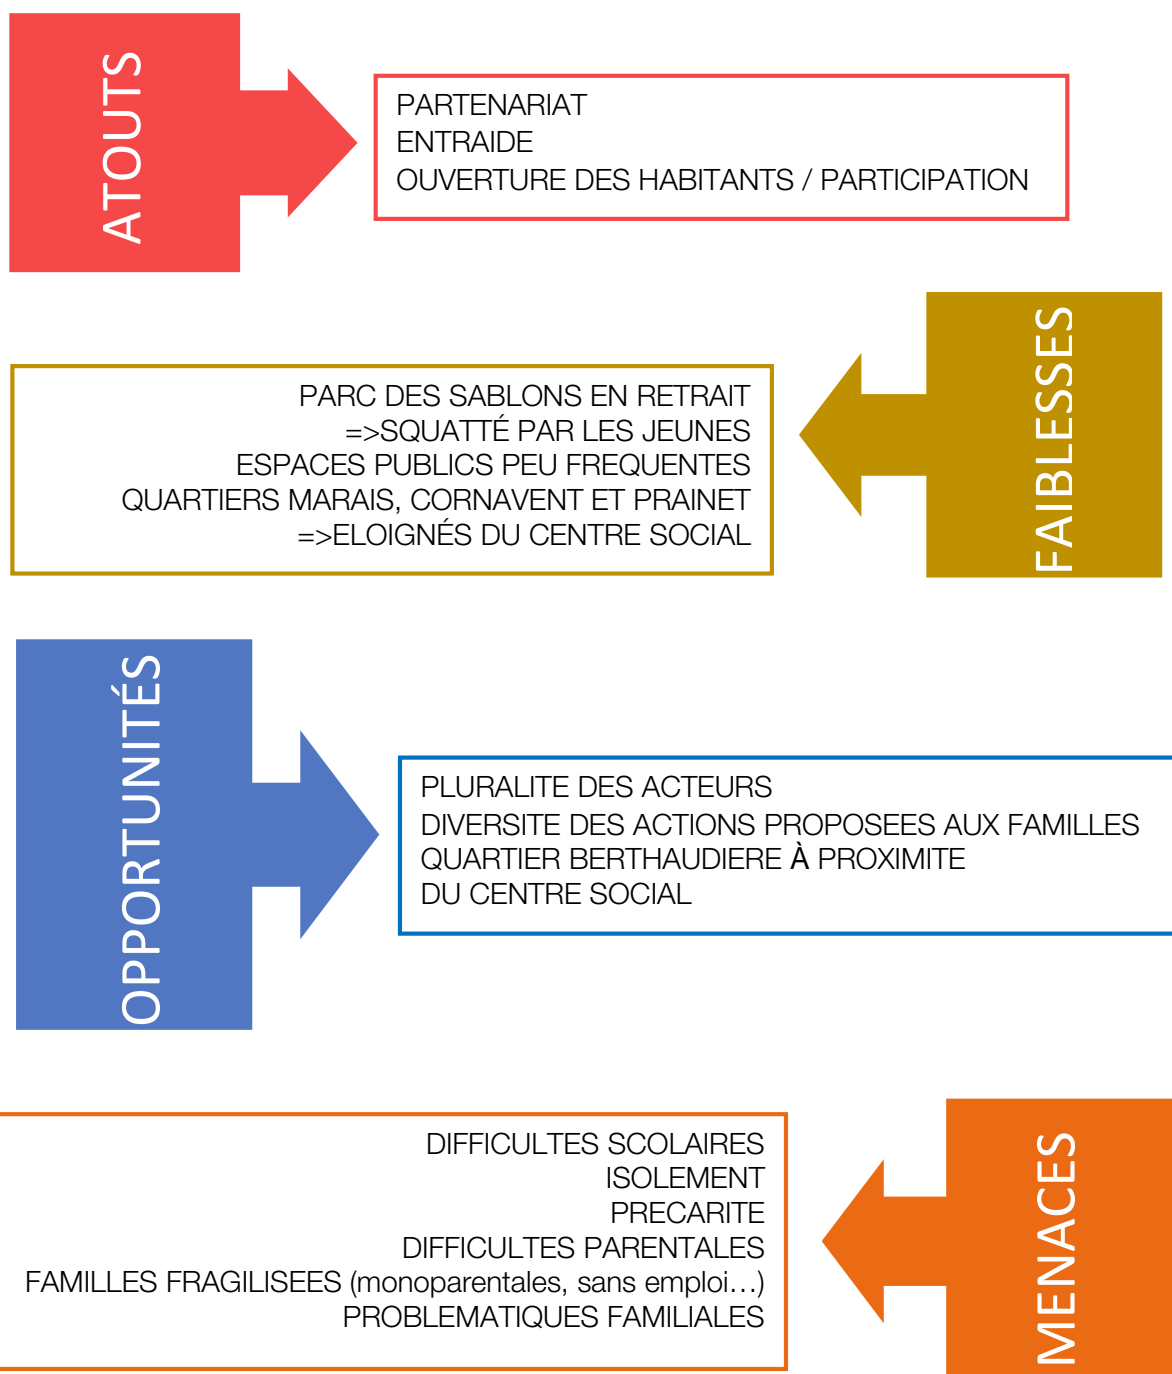 ATOUTS
PARTENARIAT
ENTRAIDE
OUVERTURE DES HABITANTS / PARTICIPATION
FAIBLESSES
PARC DES SABLONS EN RETRAIT
=>SQUATTÉ PAR LES JEUNES
ESPACES PUBLICS PEU FREQUENTES
QUARTIERS MARAIS, CORNAVENT ET PRAINET
=>ELOIGNÉS DU CENTRE SOCIAL
OPPORTUNITÉS
PLURALITE DES ACTEURS
DIVERSITE DES ACTIONS PROPOSEES AUX FAMILLES
QUARTIER BERTHAUDIERE À PROXIMITE
DU CENTRE SOCIAL
MENACES
DIFFICULTES SCOLAIRES
ISOLEMENT
PRECARITE
DIFFICULTES PARENTALES
FAMILLES FRAGILISEES (monoparentales, sans emploi…)
PROBLEMATIQUES FAMILIALES